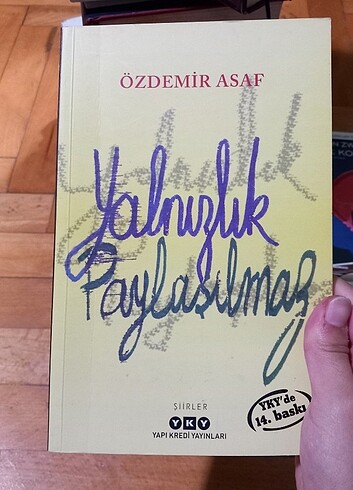 ÖZDEMİR ASAF
Yalnızlık
Paylaşılmaz
YKY'de
14. baskı
ŞİİRLER
YKY
YAPI KREDİ YAYINLARI